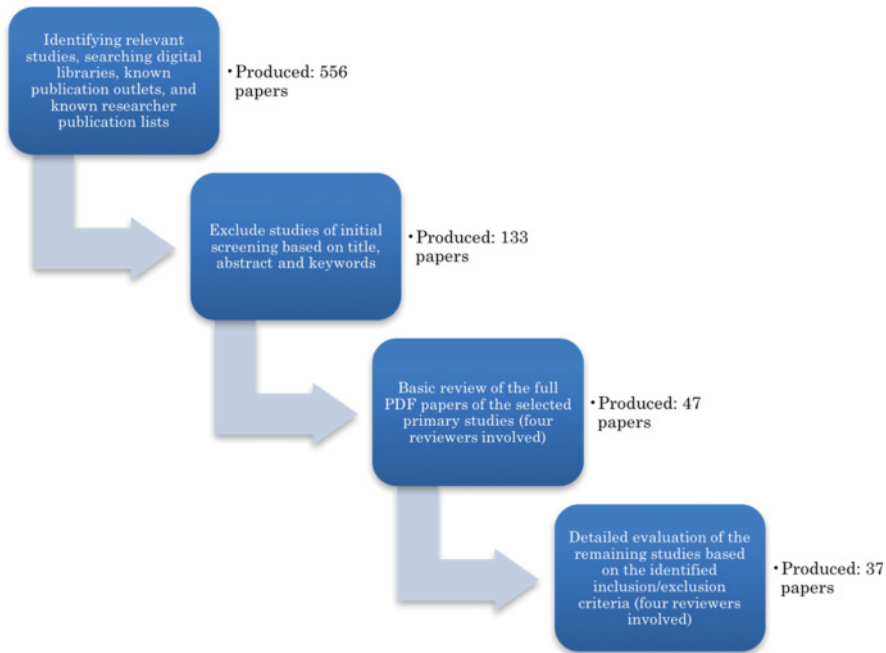 Identifying relevant
studies, searching digital
libraries, known
publication outlets, and
known researcher
publication lists
•Produced: 556
papers
Exclude studies of initial
screening based on title,
abstract and keywords
•Produced: 133
papers
Basic review of the full
PDF papers of the selected
primary studies (four
reviewers involved)
•Produced: 47
papers
Detailed evaluation of the
remaining studies based
on the identified
inclusion/exclusion
criteria (four reviewers
involved)
•Produced: 37
papers